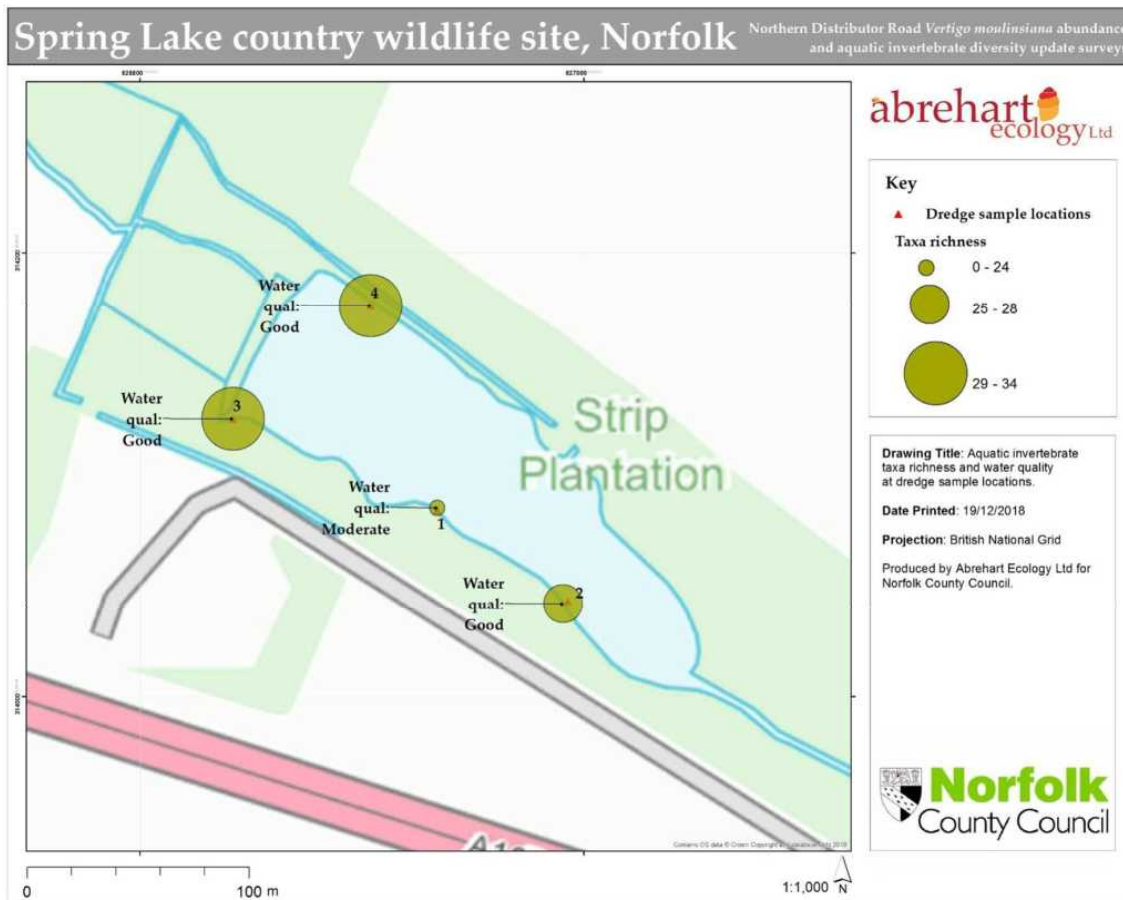 Spring Lake country wildlife site, Norfolk
Northern Distributor Road Vertigo moulinsiana abundance
and aquatic invertebrate diversity update surveys
627000
314200
314000
Water
qual:
Good
4
Water
qual:
Good
3
Water
qual:
Moderate
1
Water
qual:
Good
2
Strip
Plantation
0
100 m
1:1,000
N
abrehart
ecology Ltd
Key
Dredge sample locations
Taxa richness
0 - 24
25 - 28
29 - 34
Drawing Title: Aquatic invertebrate
taxa richness and water quality
at dredge sample locations.
Date Printed: 19/12/2018
Projection: British National Grid
Produced by Abrehart Ecology Ltd for
Norfolk County Council.
Norfolk
County Council